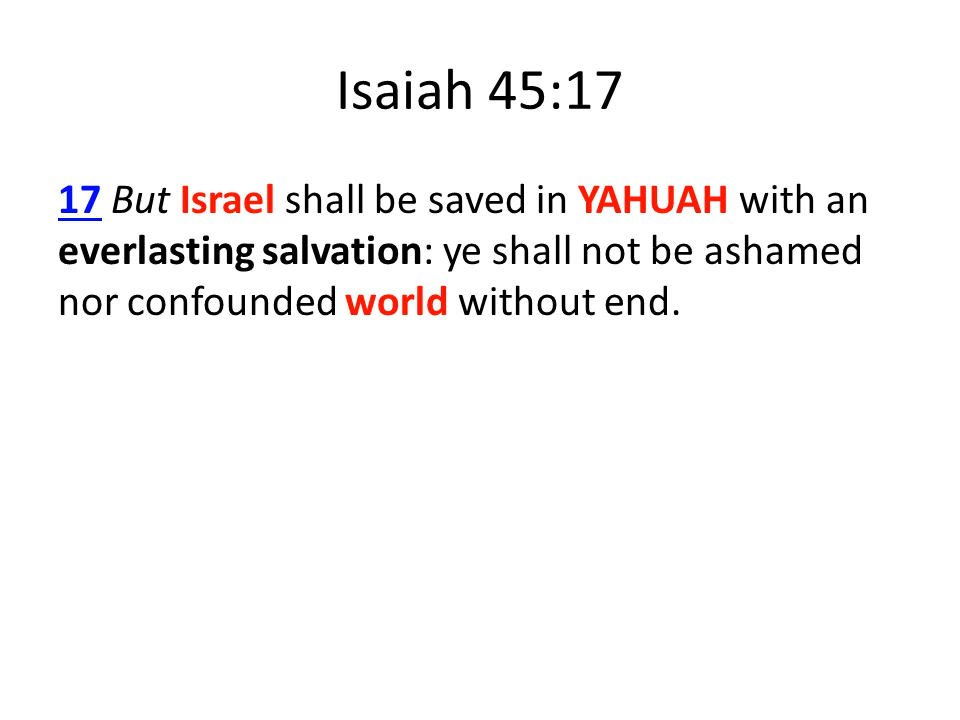 Isaiah 45:17
17 But Israel shall be saved in YAHUAH with an
everlasting salvation: ye shall not be ashamed
nor confounded world without end.